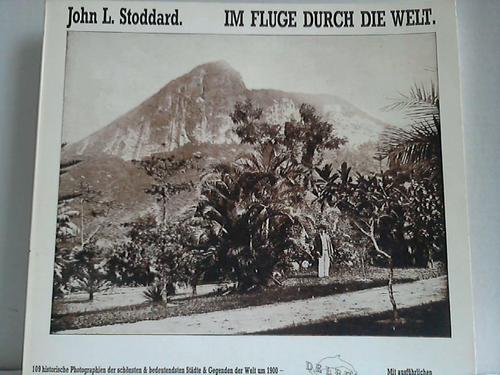 John L. Stoddard. IM FLUGE DURCH DIE WELT.
109 historische Photographien der schönsten & bedeutendsten Städte & Gegenden der Welt um 1900 – Mit ausführlichen